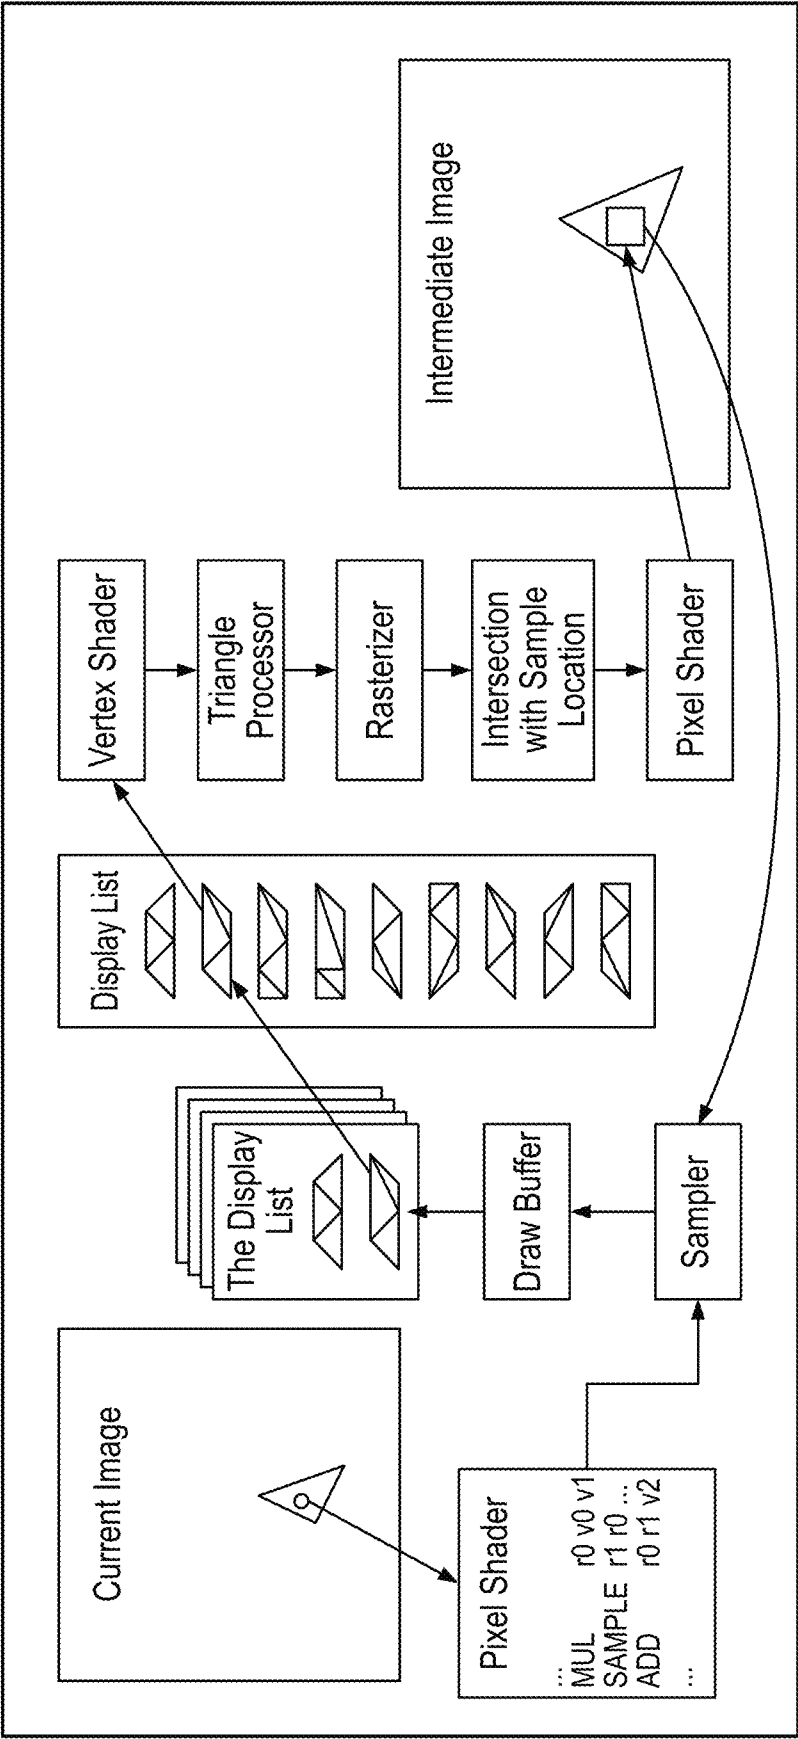 Current Image
Pixel Shader
...
MUL r0 v0 v1
SAMPLE r1 r0 ...
ADD r0 r1 v2
...
The Display
List
Draw Buffer
Sampler
Display List
Vertex Shader
Triangle
Processor
Rasterizer
Intersection
with Sample
Location
Pixel Shader
Intermediate Image